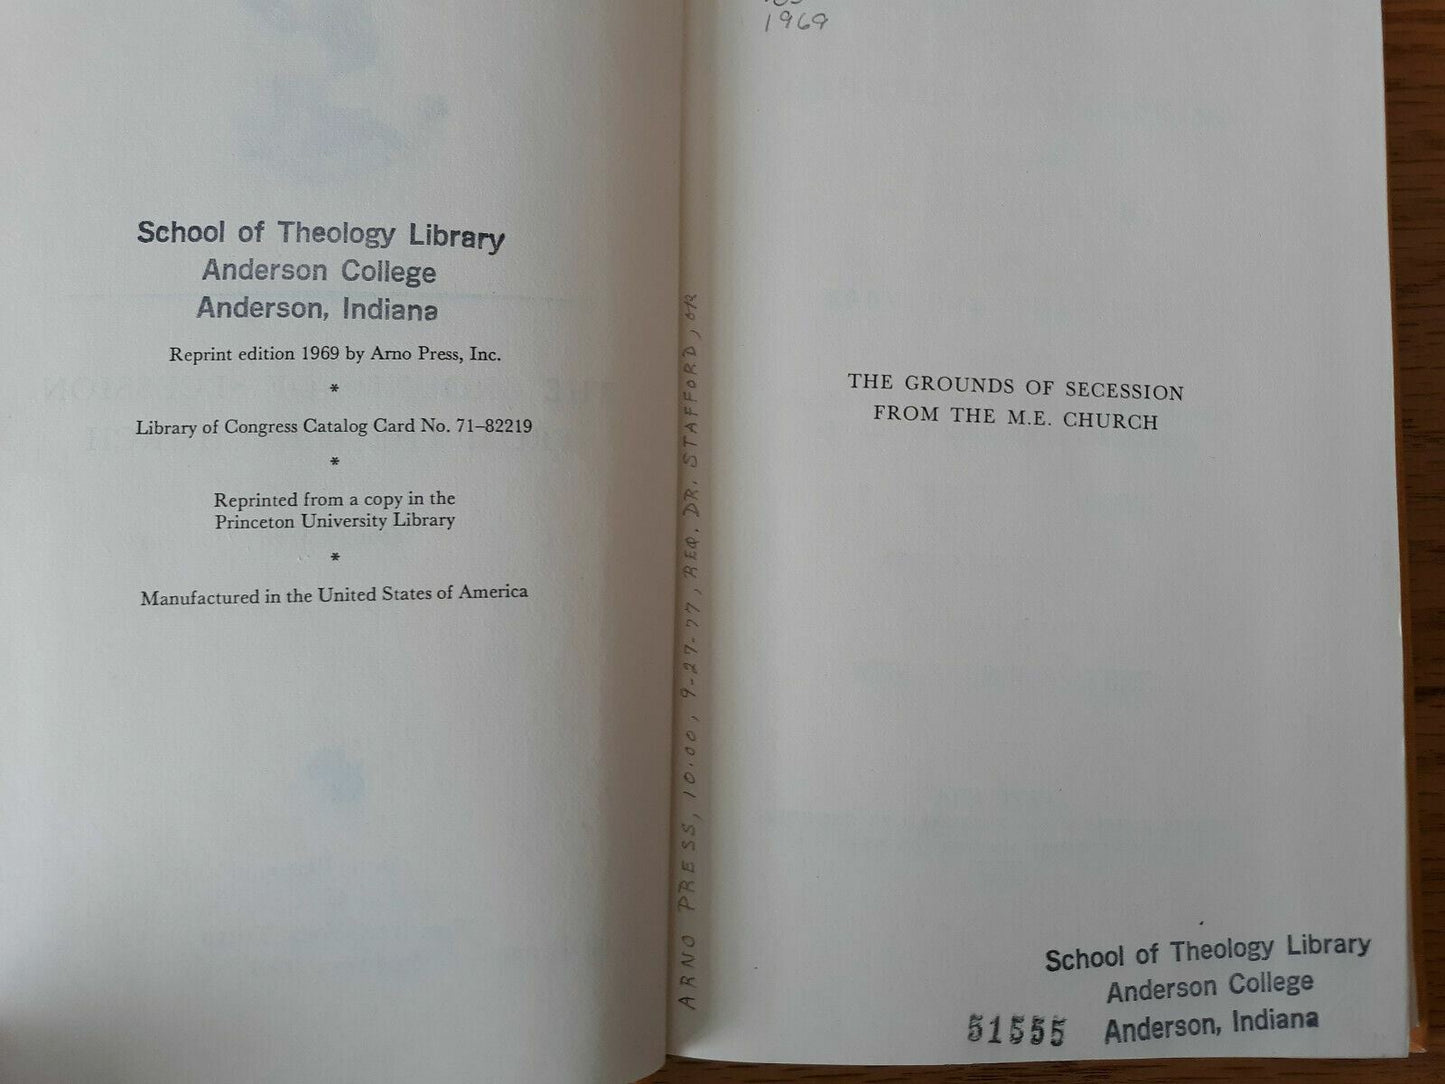 School of Theology Library
Anderson College
Anderson, Indiana
Reprint edition 1969 by Arno Press, Inc.
*
Library of Congress Catalog Card No. 71–82219
*
Reprinted from a copy in the
Princeton University Library
*
Manufactured in the United States of America
ARNO PRESS, 10.00, 9-27-77, REQ. DR. STAFFORD, OR
1969
THE GROUNDS OF SECESSION
FROM THE M.E. CHURCH
School of Theology Library
Anderson College
51555 Anderson, Indiana